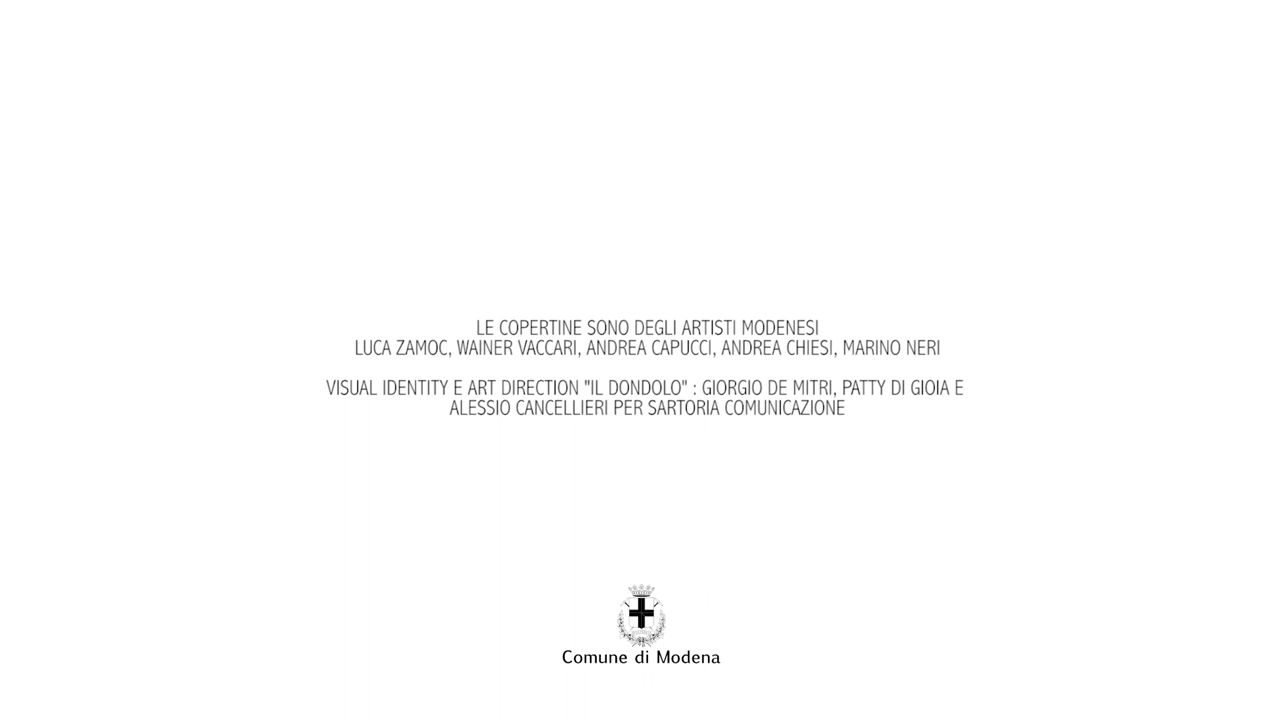 LE COPERTINE SONO DEGLI ARTISTI MODENESI
LUCA ZAMOC, WAINER VACCARI, ANDREA CAPUCCI, ANDREA CHIESI, MARINO NERI
VISUAL IDENTITY E ART DIRECTION "IL DONDOLO" : GIORGIO DE MITRI, PATTY DI GIOIA E
ALESSIO CANCELLIERI PER SARTORIA COMUNICAZIONE
Comune di Modena